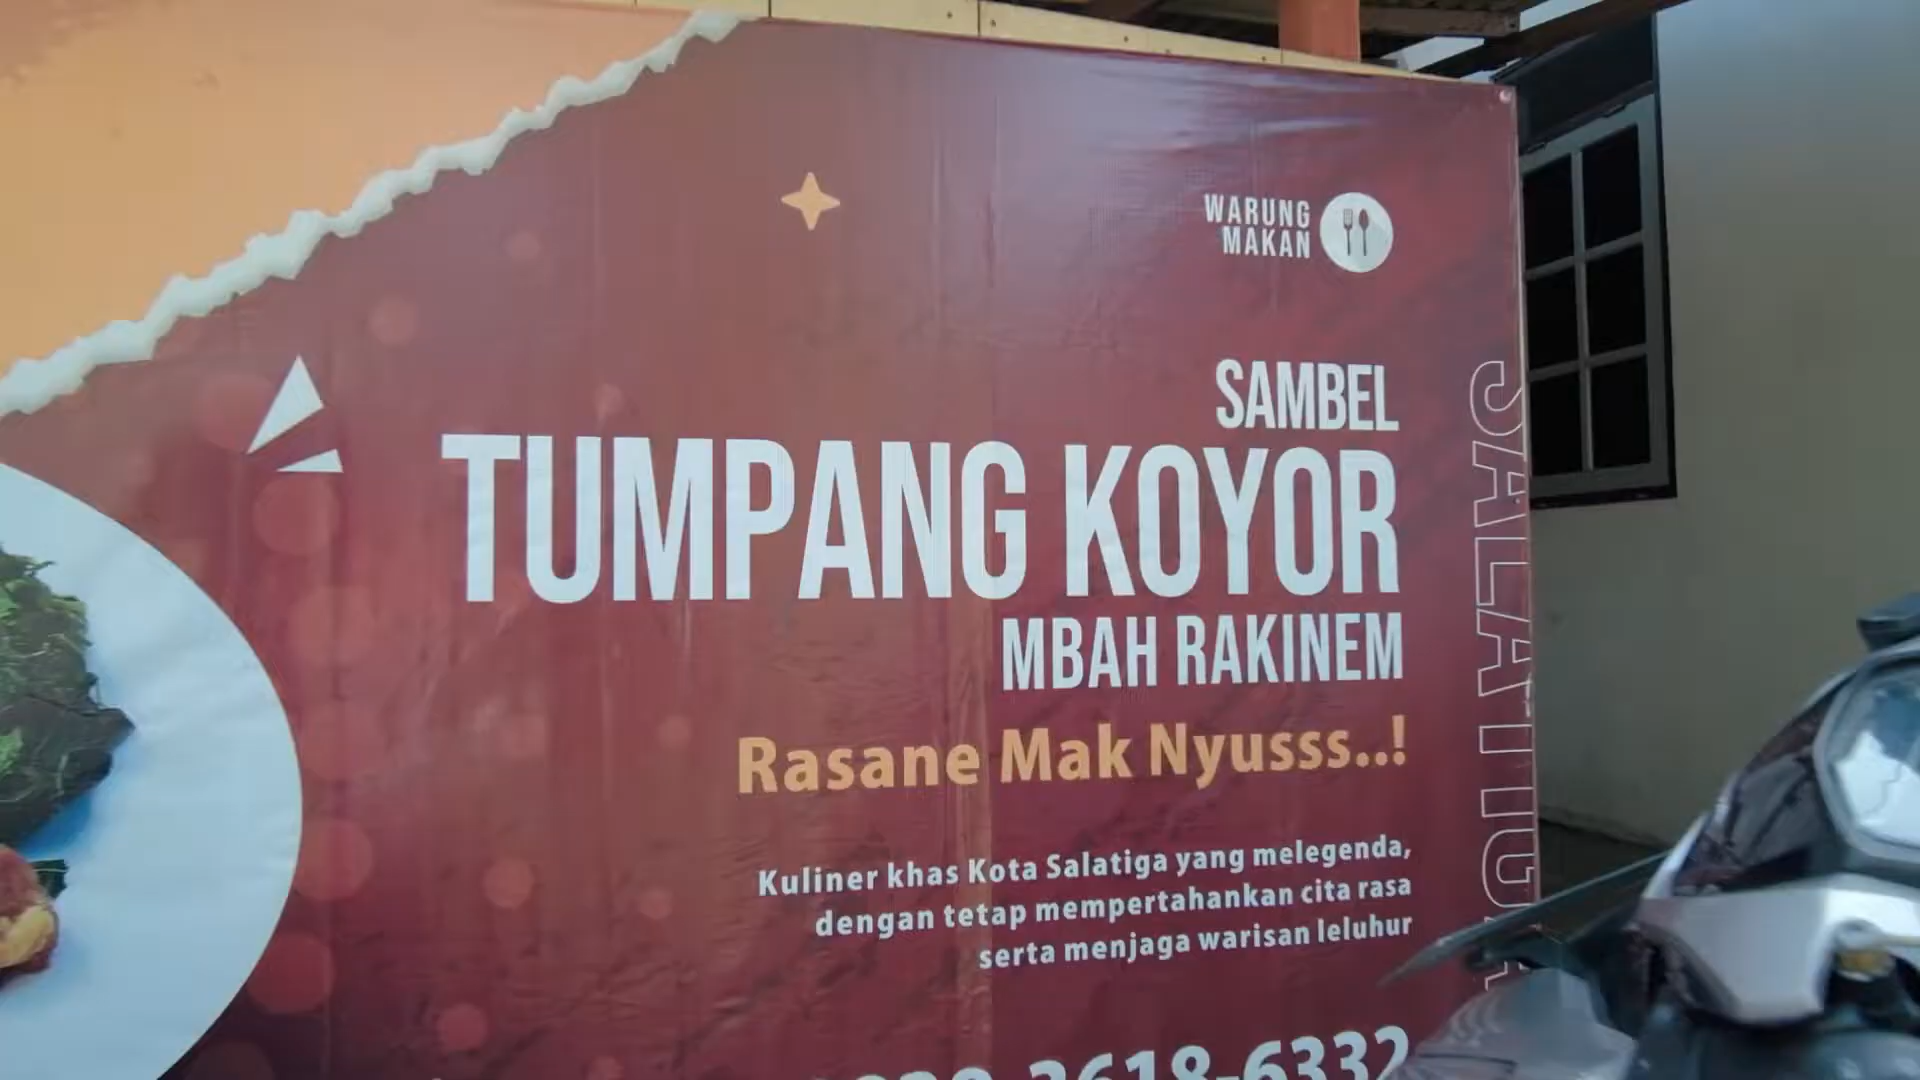 WARUNG
MAKAN
SAMBEL
TUMPANG KOYOR
MBAH RAKINEM
Rasane Mak Nyusss..!
Kuliner khas Kota Salatiga yang melegenda,
dengan tetap mempertahankan cita rasa
serta menjaga warisan leluhur
2618-6332
SALATIGA